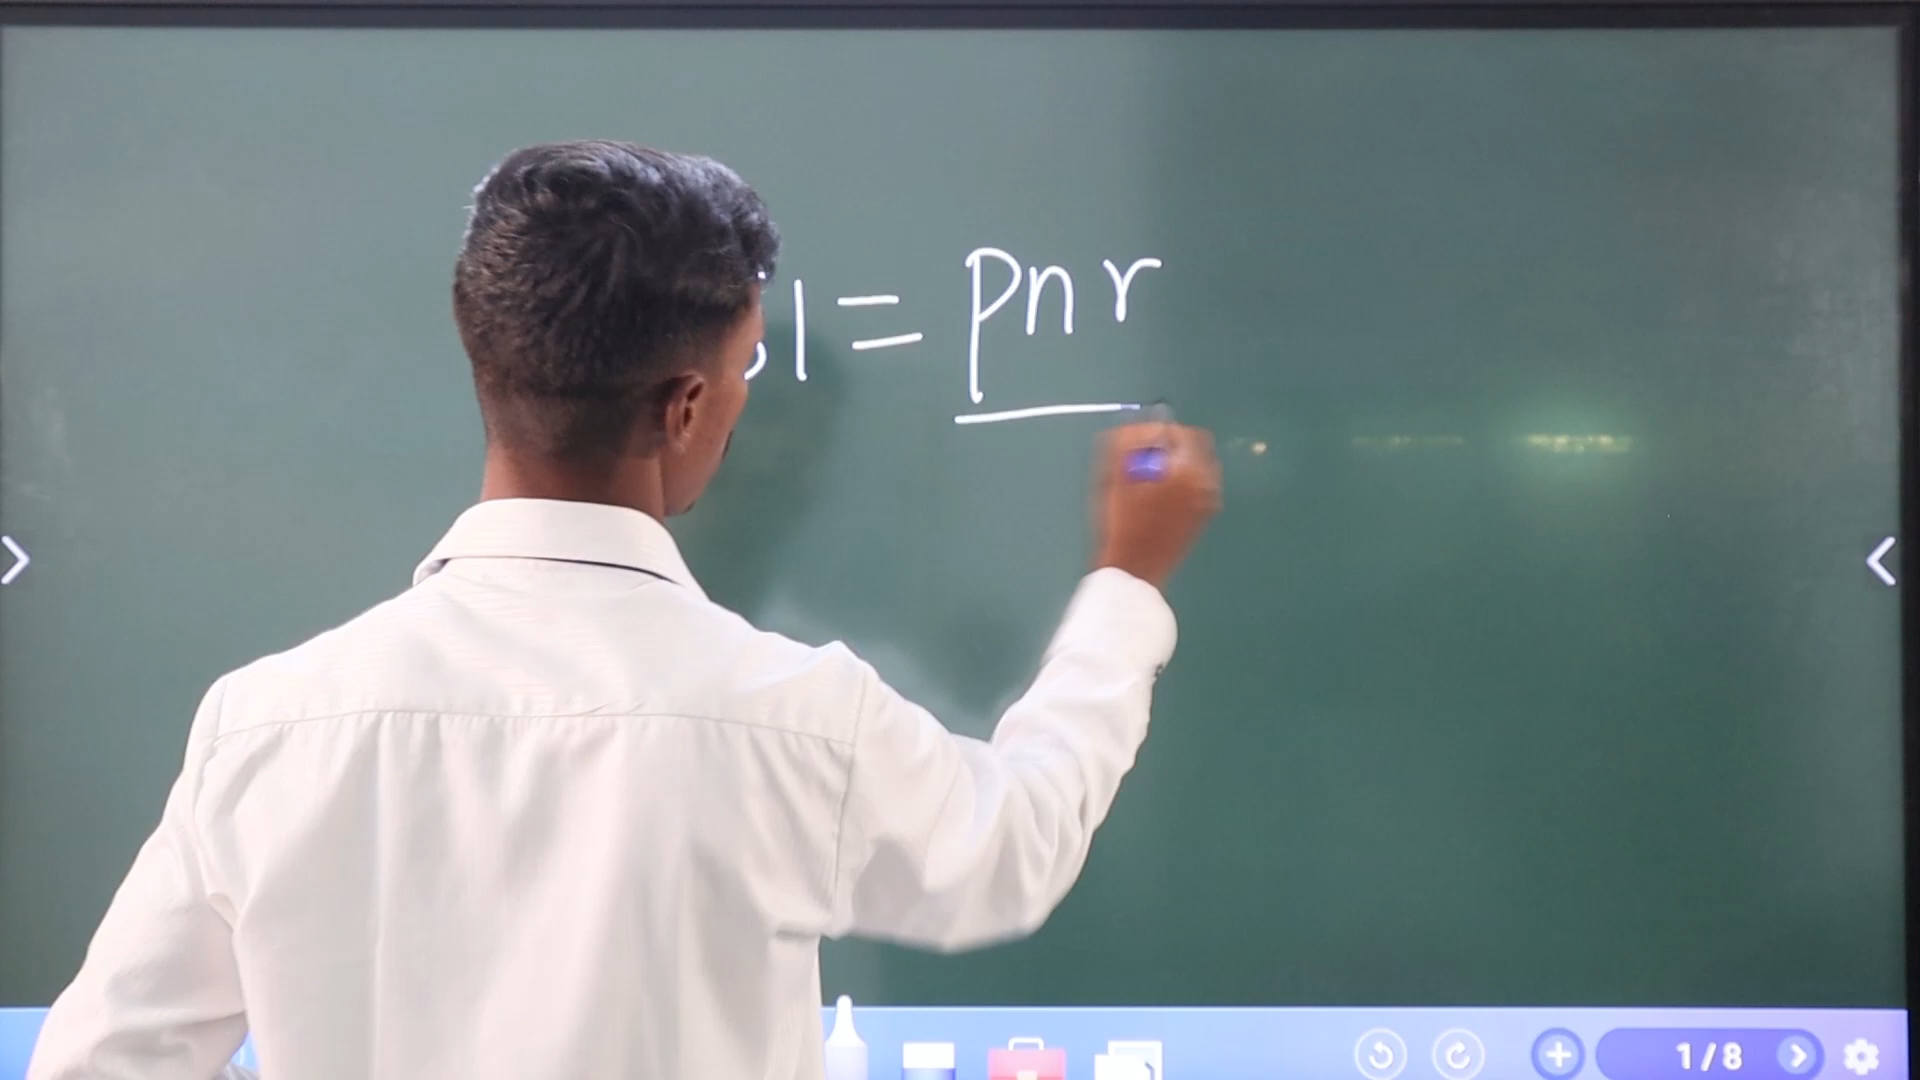 I = pnr
1/8